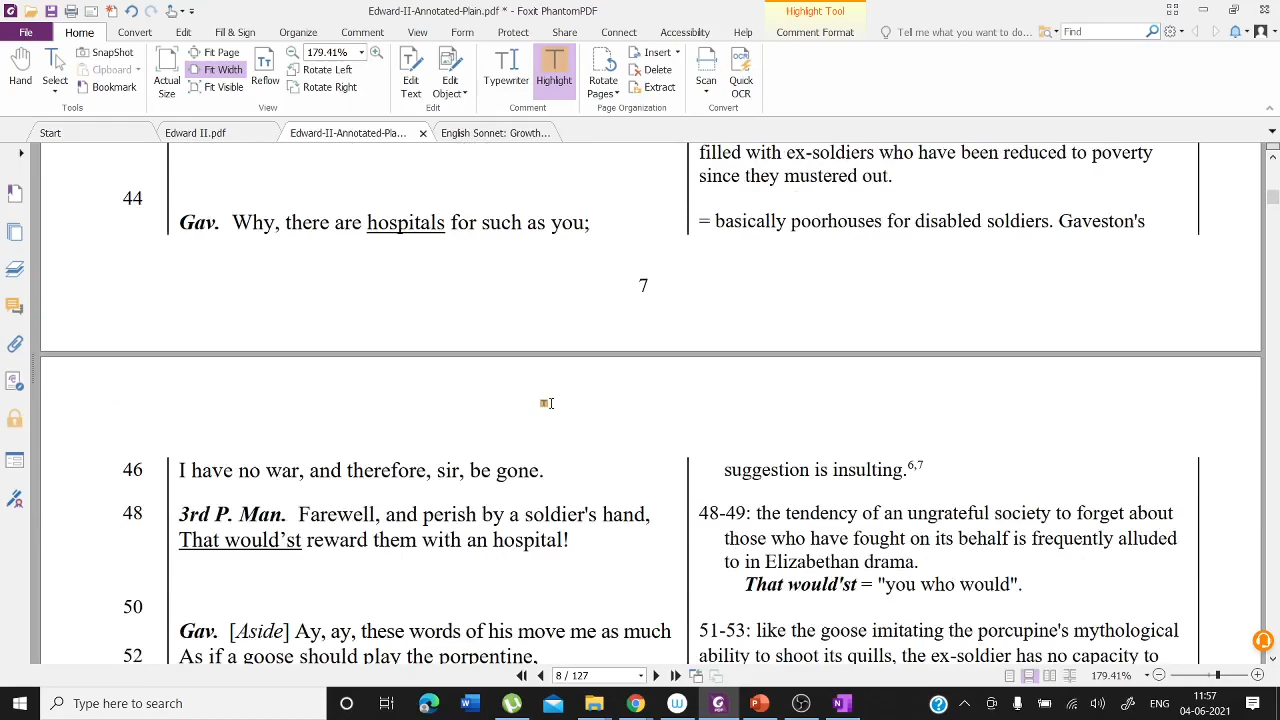 Edward-II-Annotated-Plain.pdf * - Foxit PhantomPDF
Highlight Tool
File Home Convert Edit Fill & Sign Organize Comment View Form Protect Share Connect Accessibility Help Comment Format Tell me what you want to do... Find
Hand
Select
SnapShot
Clipboard
Bookmark
Tools
Actual Size
Fit Page
Fit Width
Fit Visible
Reflow
179.41%
Rotate Left
Rotate Right
View
Edit Text
Edit Object
Edit
Typewriter
Highlight
Comment
Rotate Pages
Insert
Delete
Extract
Page Organization
Scan
Quick OCR
Convert
Start Edward II.pdf Edward-II-Annotated-Pla... English Sonnet: Growth...
filled with ex-soldiers who have been reduced to poverty
since they mustered out.
44
Gav. Why, there are hospitals for such as you;
= basically poorhouses for disabled soldiers. Gaveston's
7
46 I have no war, and therefore, sir, be gone.
suggestion is insulting.6,7
48 3rd P. Man. Farewell, and perish by a soldier's hand,
That would'st reward them with an hospital!
48-49: the tendency of an ungrateful society to forget about
those who have fought on its behalf is frequently alluded
to in Elizabethan drama.
That would'st = "you who would".
50
Gav. [Aside] Ay, ay, these words of his move me as much
52 As if a goose should play the porpentine,
51-53: like the goose imitating the porcupine's mythological
ability to shoot its quills, the ex-soldier has no capacity to
8 / 127
179.41%
Type here to search
ENG
11:57
04-06-2021